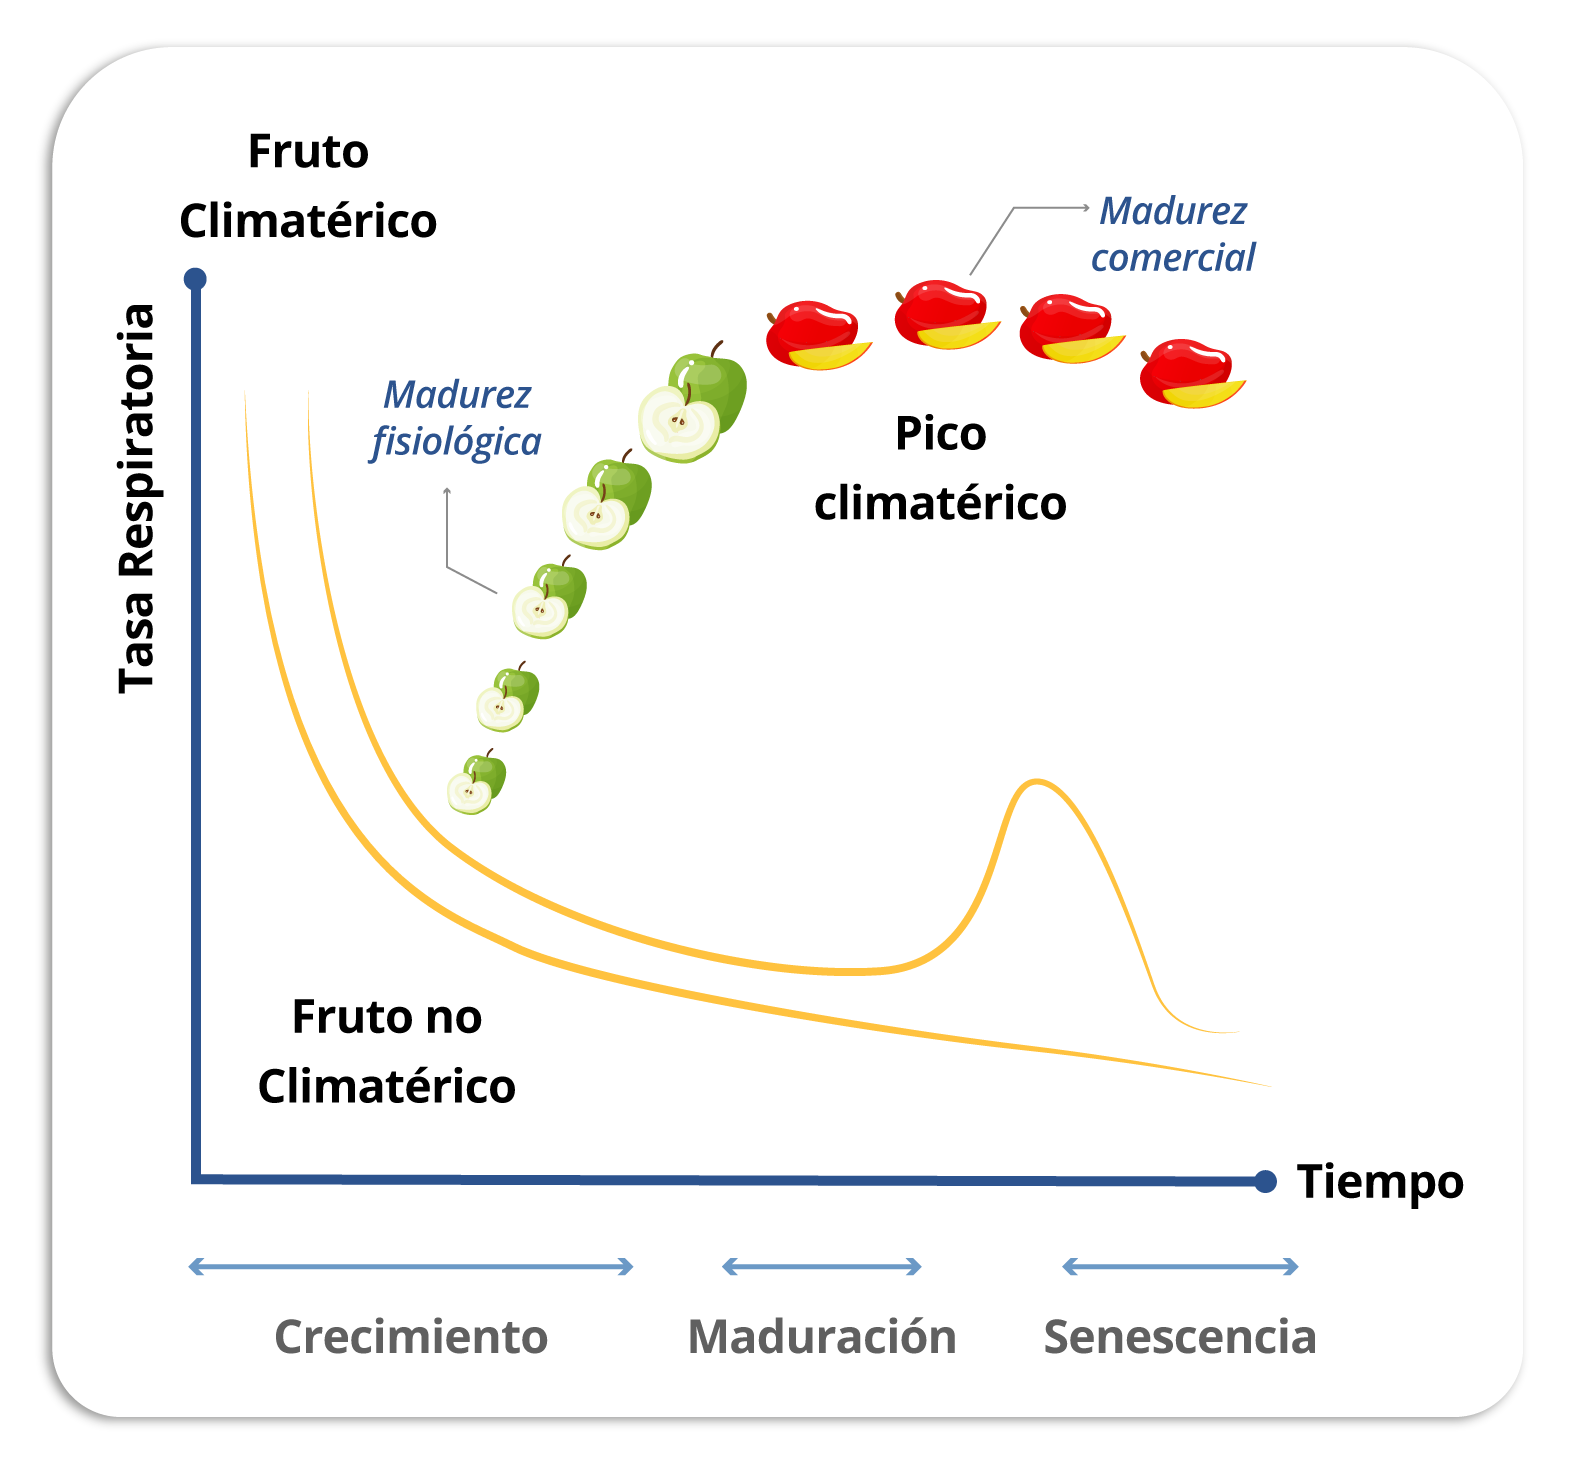 Fruto
Climatérico
Tasa Respiratoria
Madurez
comercial
Madurez
fisiológica
Pico
climatérico
Fruto no
Climatérico
Tiempo
Crecimiento
Maduración
Senescencia